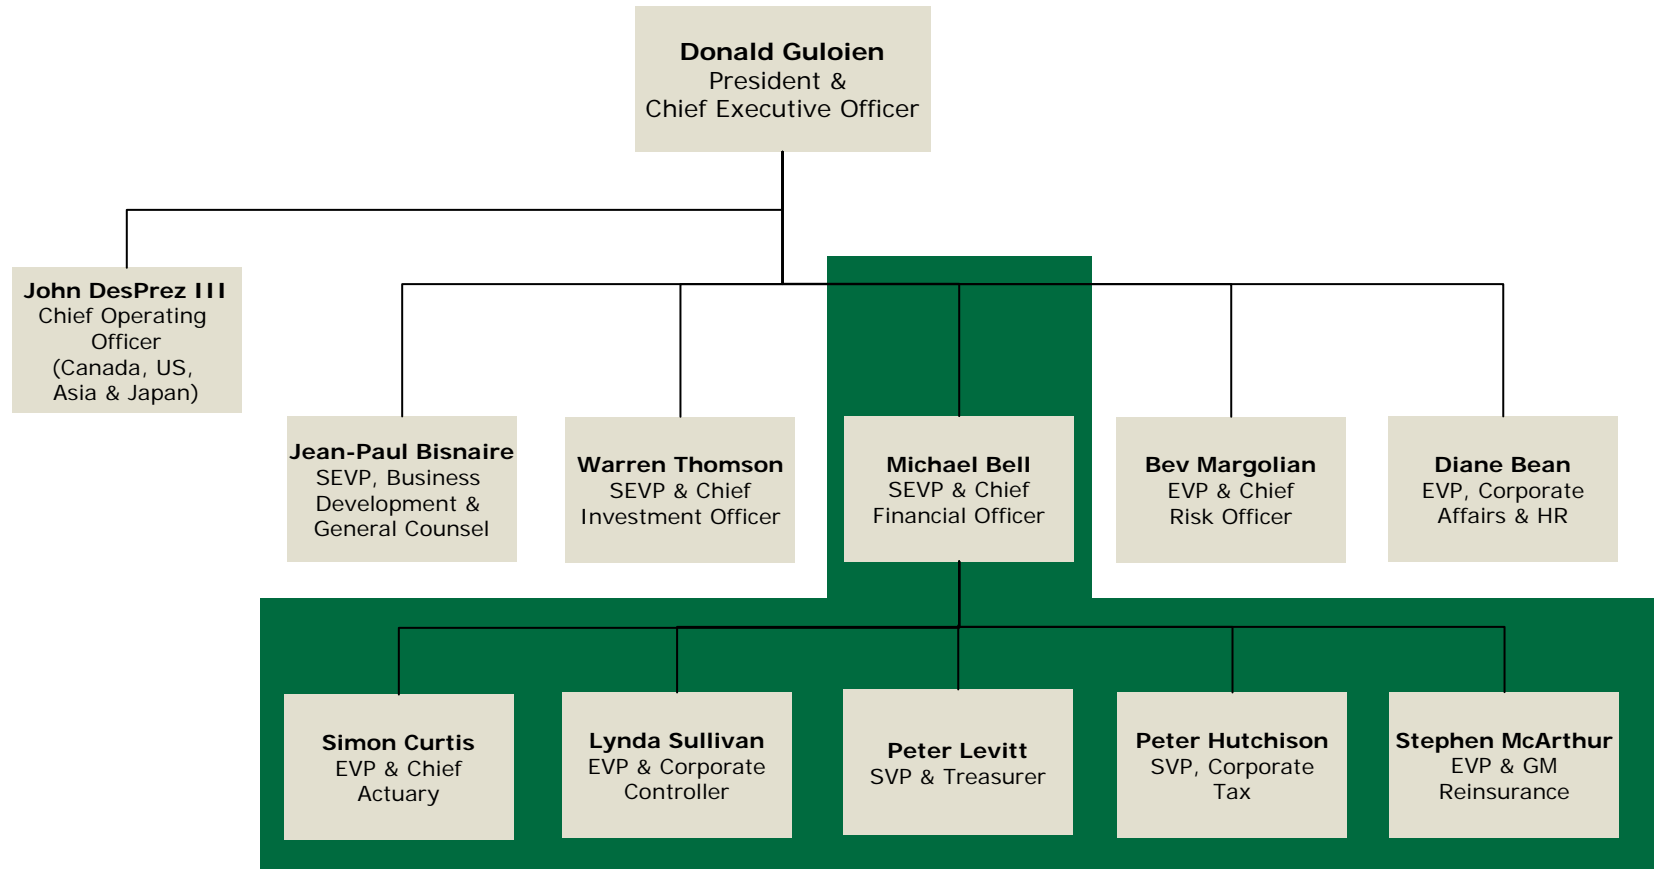 Donald Guloien
President &
Chief Executive Officer
John DesPrez III
Chief Operating
Officer
(Canada, US,
Asia & Japan)
Jean-Paul Bisnaire
SEVP, Business
Development &
General Counsel
Warren Thomson
SEVP & Chief
Investment Officer
Michael Bell
SEVP & Chief
Financial Officer
Bev Margolian
EVP & Chief
Risk Officer
Diane Bean
EVP, Corporate
Affairs & HR
Simon Curtis
EVP & Chief
Actuary
Lynda Sullivan
EVP & Corporate
Controller
Peter Levitt
SVP & Treasurer
Peter Hutchison
SVP, Corporate
Tax
Stephen McArthur
EVP & GM
Reinsurance